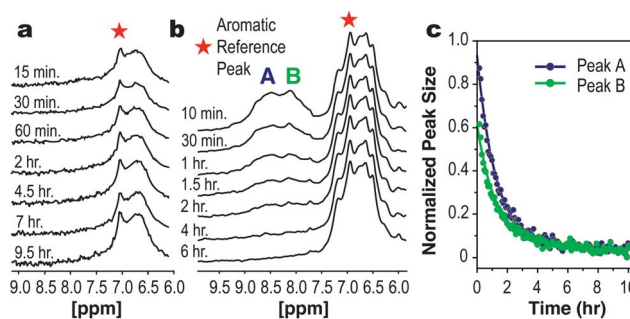 a
15 min.
30 min.
60 min.
2 hr.
4.5 hr.
7 hr.
9.5 hr.
9.0 8.5 8.0 7.5 7.0 6.5 6.0
[ppm]
b
Aromatic
Reference
Peak
A B
10 min.
30 min.
1 hr.
1.5 hr.
2 hr.
4 hr.
6 hr.
9.5 9.0 8.5 8.0 7.5 7.0 6.5 6.0
[ppm]
c
Normalized Peak Size
1.0
0.8
0.6
0.4
0.2
0
Peak A
Peak B
0 2 4 6 8 10
Time (hr)